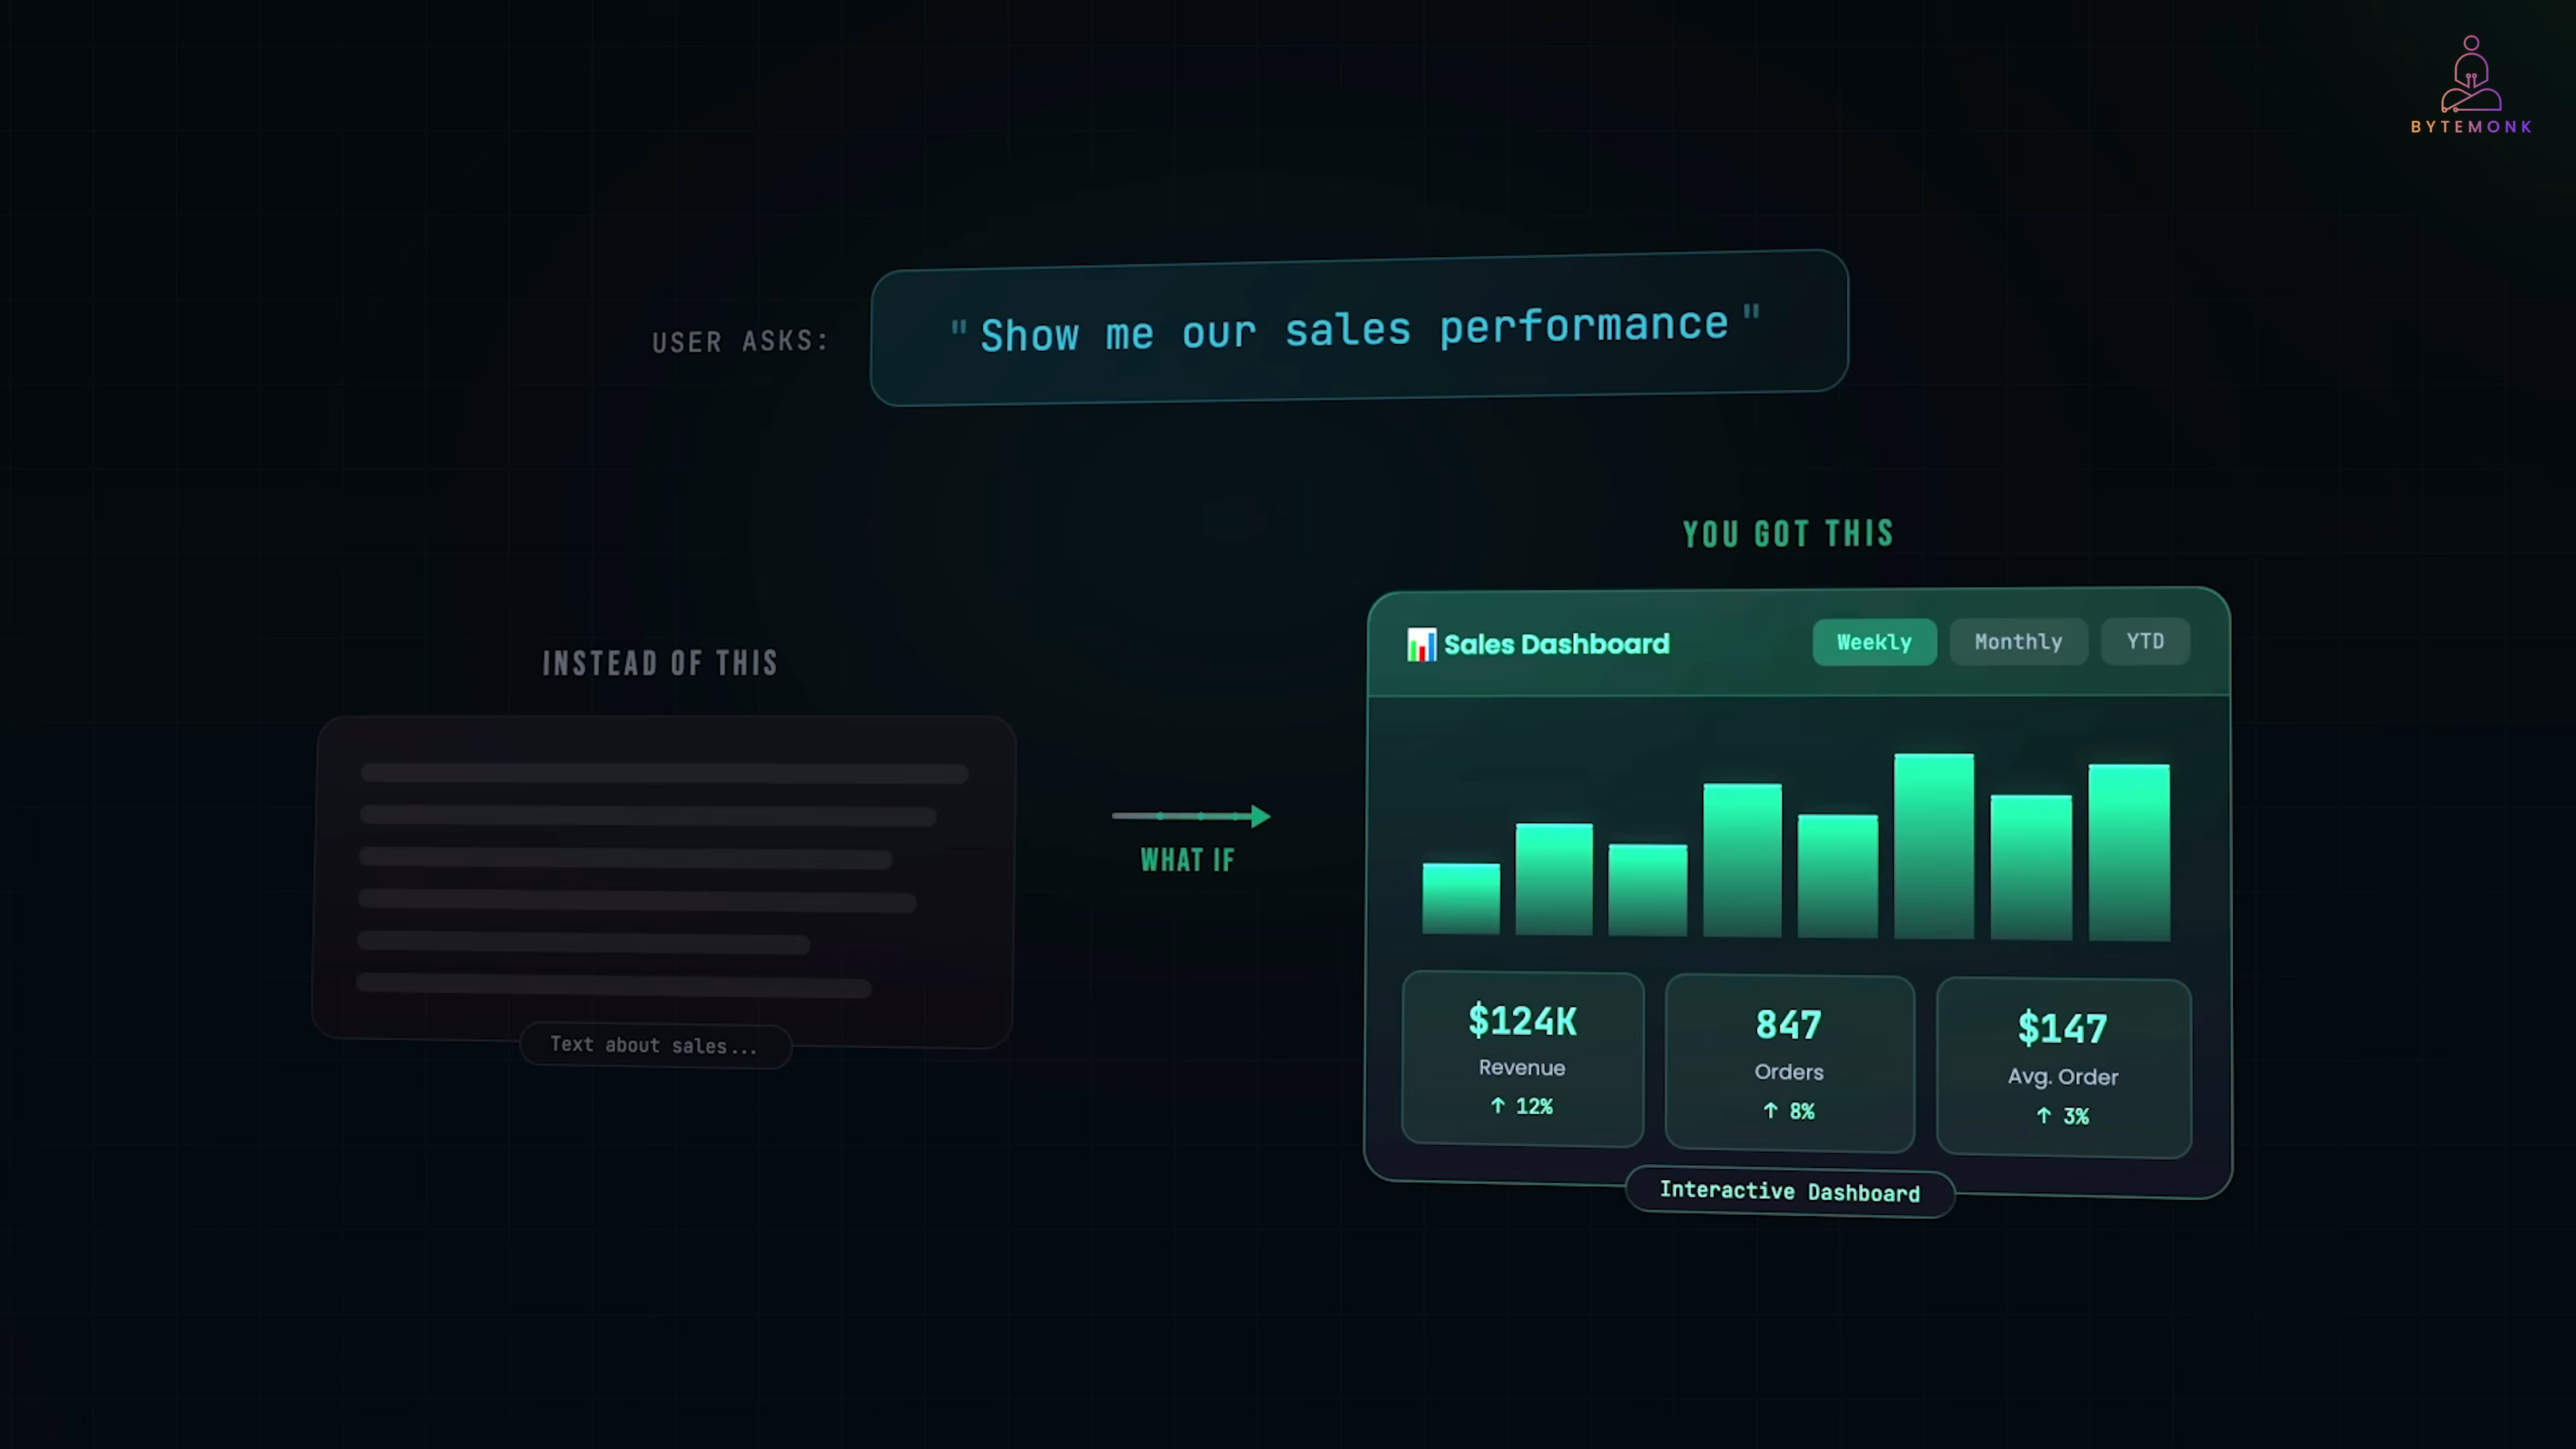 BYTEMONK
USER ASKS:
"Show me our sales performance"
YOU GOT THIS
INSTEAD OF THIS
Sales Dashboard
Weekly
Monthly
YTD
WHAT IF
$124K
Revenue
↑ 12%
847
Orders
↑ 8%
$147
Avg. Order
↑ 3%
Text about sales...
Interactive Dashboard